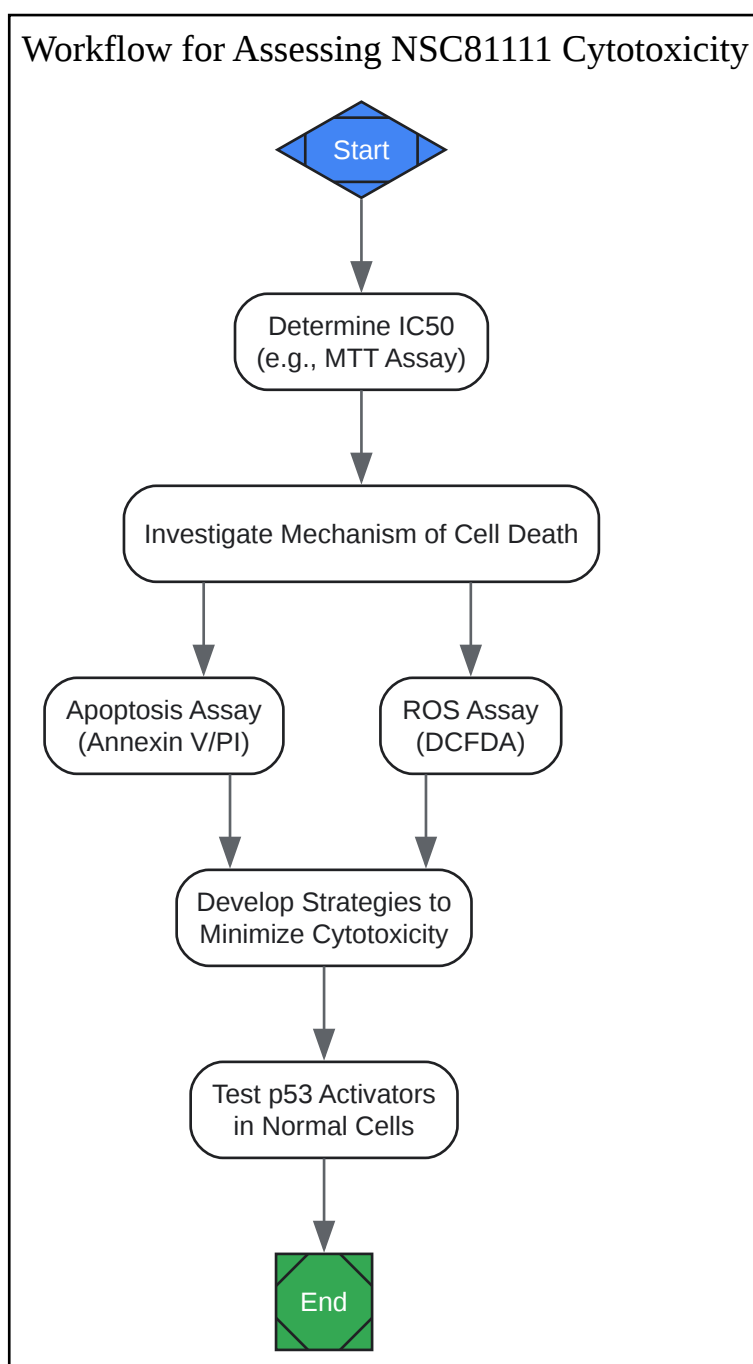 Workflow for Assessing NSC81111 Cytotoxicity
Start
Determine IC50
(e.g., MTT Assay)
Investigate Mechanism of Cell Death
Apoptosis Assay
(Annexin V/PI)
ROS Assay
(DCFDA)
Develop Strategies to
Minimize Cytotoxicity
Test p53 Activators
in Normal Cells
End